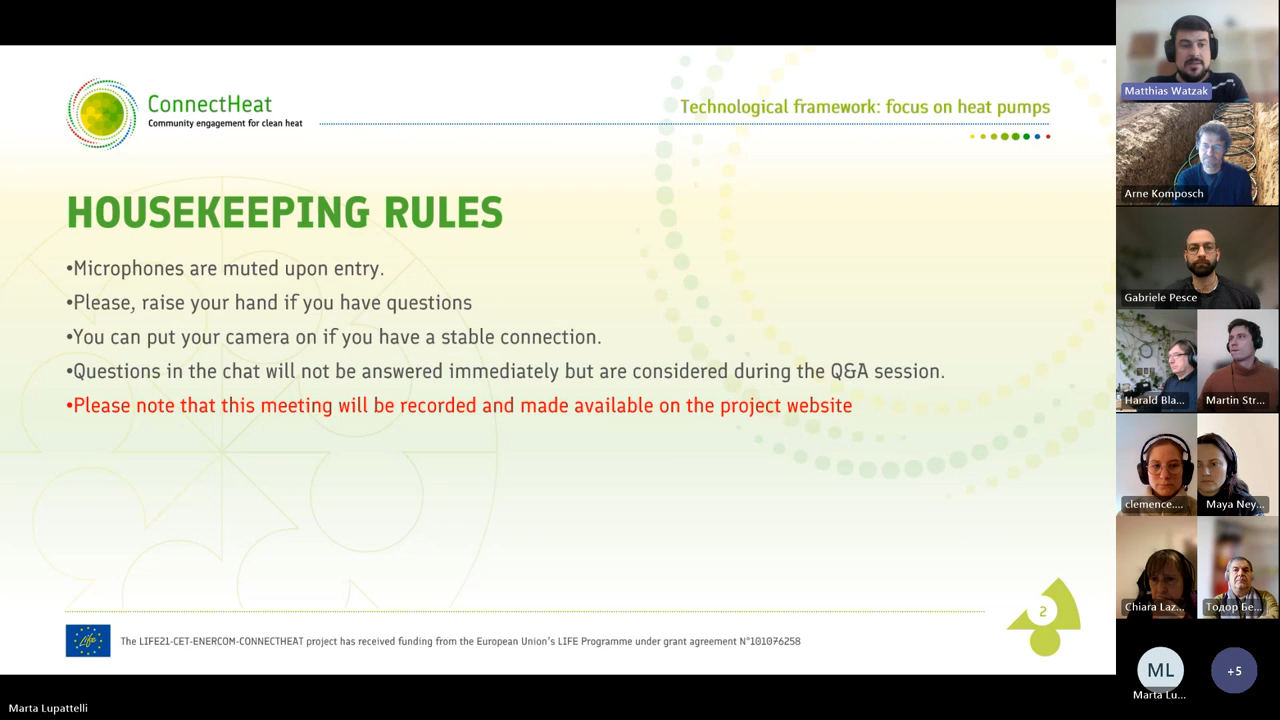 ConnectHeat
Community engagement for clean heat
Technological framework: focus on heat pumps
HOUSEKEEPING RULES
•Microphones are muted upon entry.
•Please, raise your hand if you have questions
•You can put your camera on if you have a stable connection.
•Questions in the chat will not be answered immediately but are considered during the Q&A session.
•Please note that this meeting will be recorded and made available on the project website
2
Life
The LIFE21-CET-ENERCOM-CONNECTHEAT project has received funding from the European Union's LIFE Programme under grant agreement N°101076258
Marta Lupattelli
Matthias Watzak
Arne Komposch
Gabriele Pesce
Harald Bla...
Martin Str...
clemence....
Maya Ney...
Chiara Laz...
Тодор Бе...
ML
Marta Lu...
+5